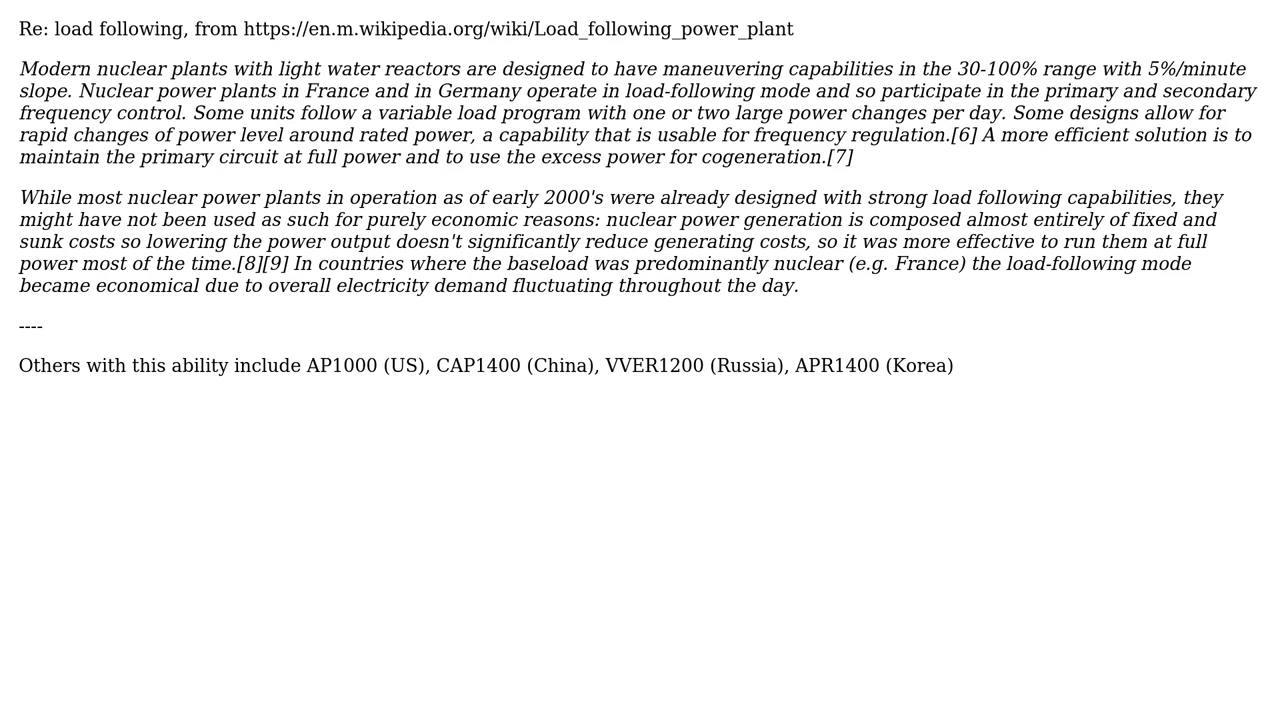 Re: load following, from https://en.m.wikipedia.org/wiki/Load_following_power_plant
Modern nuclear plants with light water reactors are designed to have maneuvering capabilities in the 30-100% range with 5%/minute
slope. Nuclear power plants in France and in Germany operate in load-following mode and so participate in the primary and secondary
frequency control. Some units follow a variable load program with one or two large power changes per day. Some designs allow for
rapid changes of power level around rated power, a capability that is usable for frequency regulation.[6] A more efficient solution is to
maintain the primary circuit at full power and to use the excess power for cogeneration.[7]
While most nuclear power plants in operation as of early 2000's were already designed with strong load following capabilities, they
might have not been used as such for purely economic reasons: nuclear power generation is composed almost entirely of fixed and
sunk costs so lowering the power output doesn't significantly reduce generating costs, so it was more effective to run them at full
power most of the time.[8][9] In countries where the baseload was predominantly nuclear (e.g. France) the load-following mode
became economical due to overall electricity demand fluctuating throughout the day.
----
Others with this ability include AP1000 (US), CAP1400 (China), VVER1200 (Russia), APR1400 (Korea)